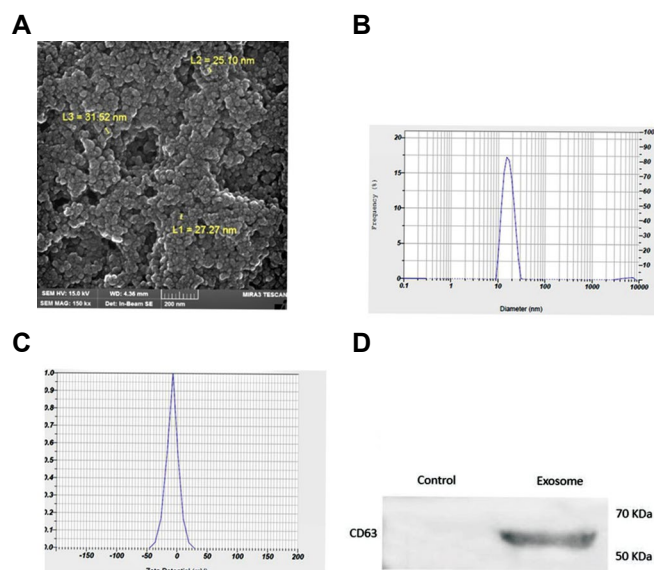 A
L2 = 25.10 nm
L3 = 31.52 nm
L1 = 27.27 nm
SEM HV: 15.0 kV WD: 4.36 mm MIRA3 TESCAN
SEM MAG: 150 kx Det: In-Beam SE 200 nm
B
20
15
10
5
0
100
90
80
70
60
50
40
30
20
10
0.1 1 10 100 1000 10000
Frequency (%)
Diameter (nm)
C
1.0
0.9
0.8
0.7
0.6
0.5
0.4
0.3
0.2
0.1
0.0
-150 -100 -50 0 50 100 150 200
D
Control Exosome
70 KDa
CD63
50 KDa